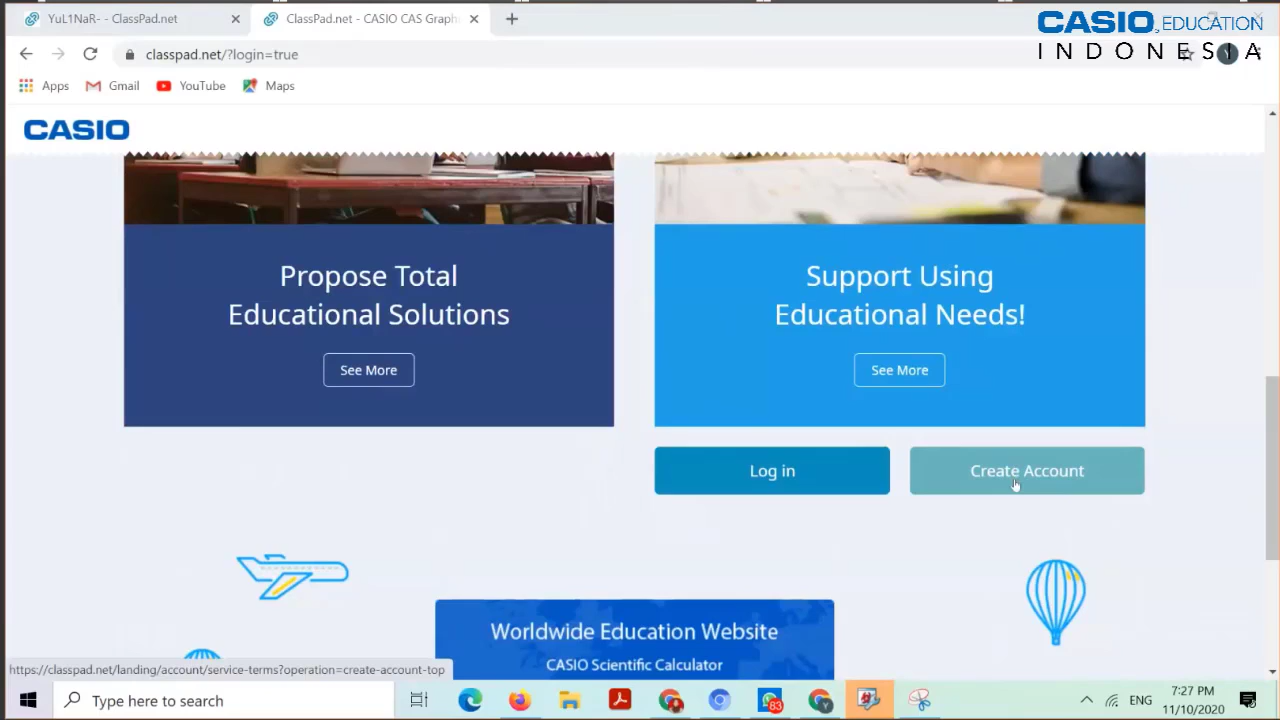 YuL1NaR- - ClassPad.net
ClassPad.net - CASIO CAS Graph
CASIO EDUCATION
INDONESIA
classpad.net/?login=true
Apps
Gmail
YouTube
Maps
CASIO
Propose Total
Educational Solutions
See More
Support Using
Educational Needs!
See More
Log in
Create Account
Worldwide Education Website
CASIO Scientific Calculator
https://classpad.net/landing/account/service-terms?operation=create-account-top
Type here to search
83
Y
ENG
7:27 PM
11/10/2020